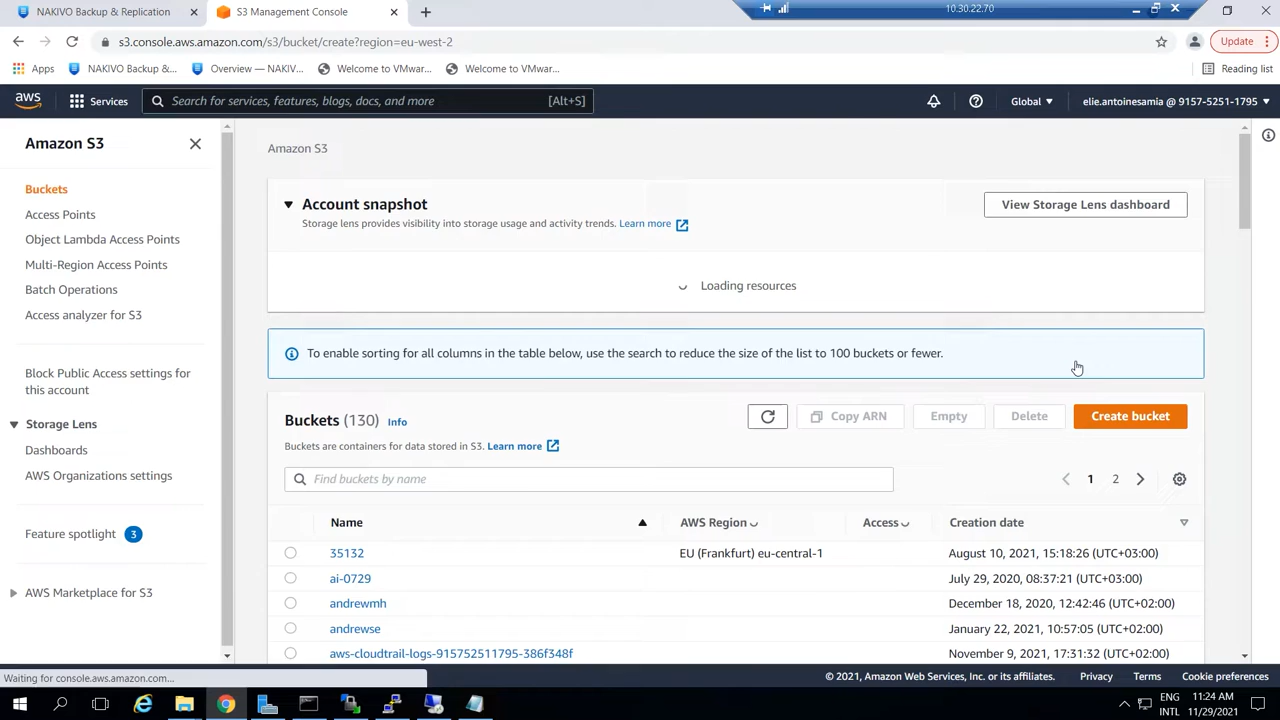 NAKIVO Backup & Replication
S3 Management Console
10.30.22.70
s3.console.aws.amazon.com/s3/bucket/create?region=eu-west-2
Update
Apps
NAKIVO Backup &...
Overview — NAKIV...
Welcome to VMwar...
Welcome to VMwar...
Reading list
aws
Services
Search for services, features, blogs, docs, and more
[Alt+S]
Global
elie.antoinesamia @ 9157-5251-1795
Amazon S3
Buckets
Access Points
Object Lambda Access Points
Multi-Region Access Points
Batch Operations
Access analyzer for S3
Block Public Access settings for
this account
Storage Lens
Dashboards
AWS Organizations settings
Feature spotlight 3
AWS Marketplace for S3
Amazon S3
Account snapshot
View Storage Lens dashboard
Storage lens provides visibility into storage usage and activity trends. Learn more
Loading resources
To enable sorting for all columns in the table below, use the search to reduce the size of the list to 100 buckets or fewer.
Buckets (130) Info
Copy ARN
Empty
Delete
Create bucket
Buckets are containers for data stored in S3. Learn more
Find buckets by name
1 2
Name AWS Region Access Creation date
35132 EU (Frankfurt) eu-central-1 August 10, 2021, 15:18:26 (UTC+03:00)
ai-0729 July 29, 2020, 08:37:21 (UTC+03:00)
andrewmh December 18, 2020, 12:42:46 (UTC+02:00)
andrewse January 22, 2021, 10:57:05 (UTC+02:00)
aws-cloudtrail-logs-915752511795-386f348f November 9, 2021, 17:31:32 (UTC+02:00)
Waiting for console.aws.amazon.com...
© 2021, Amazon Web Services, Inc. or its affiliates.
Privacy
Terms
Cookie preferences
ENG
INTL
11:24 AM
11/29/2021